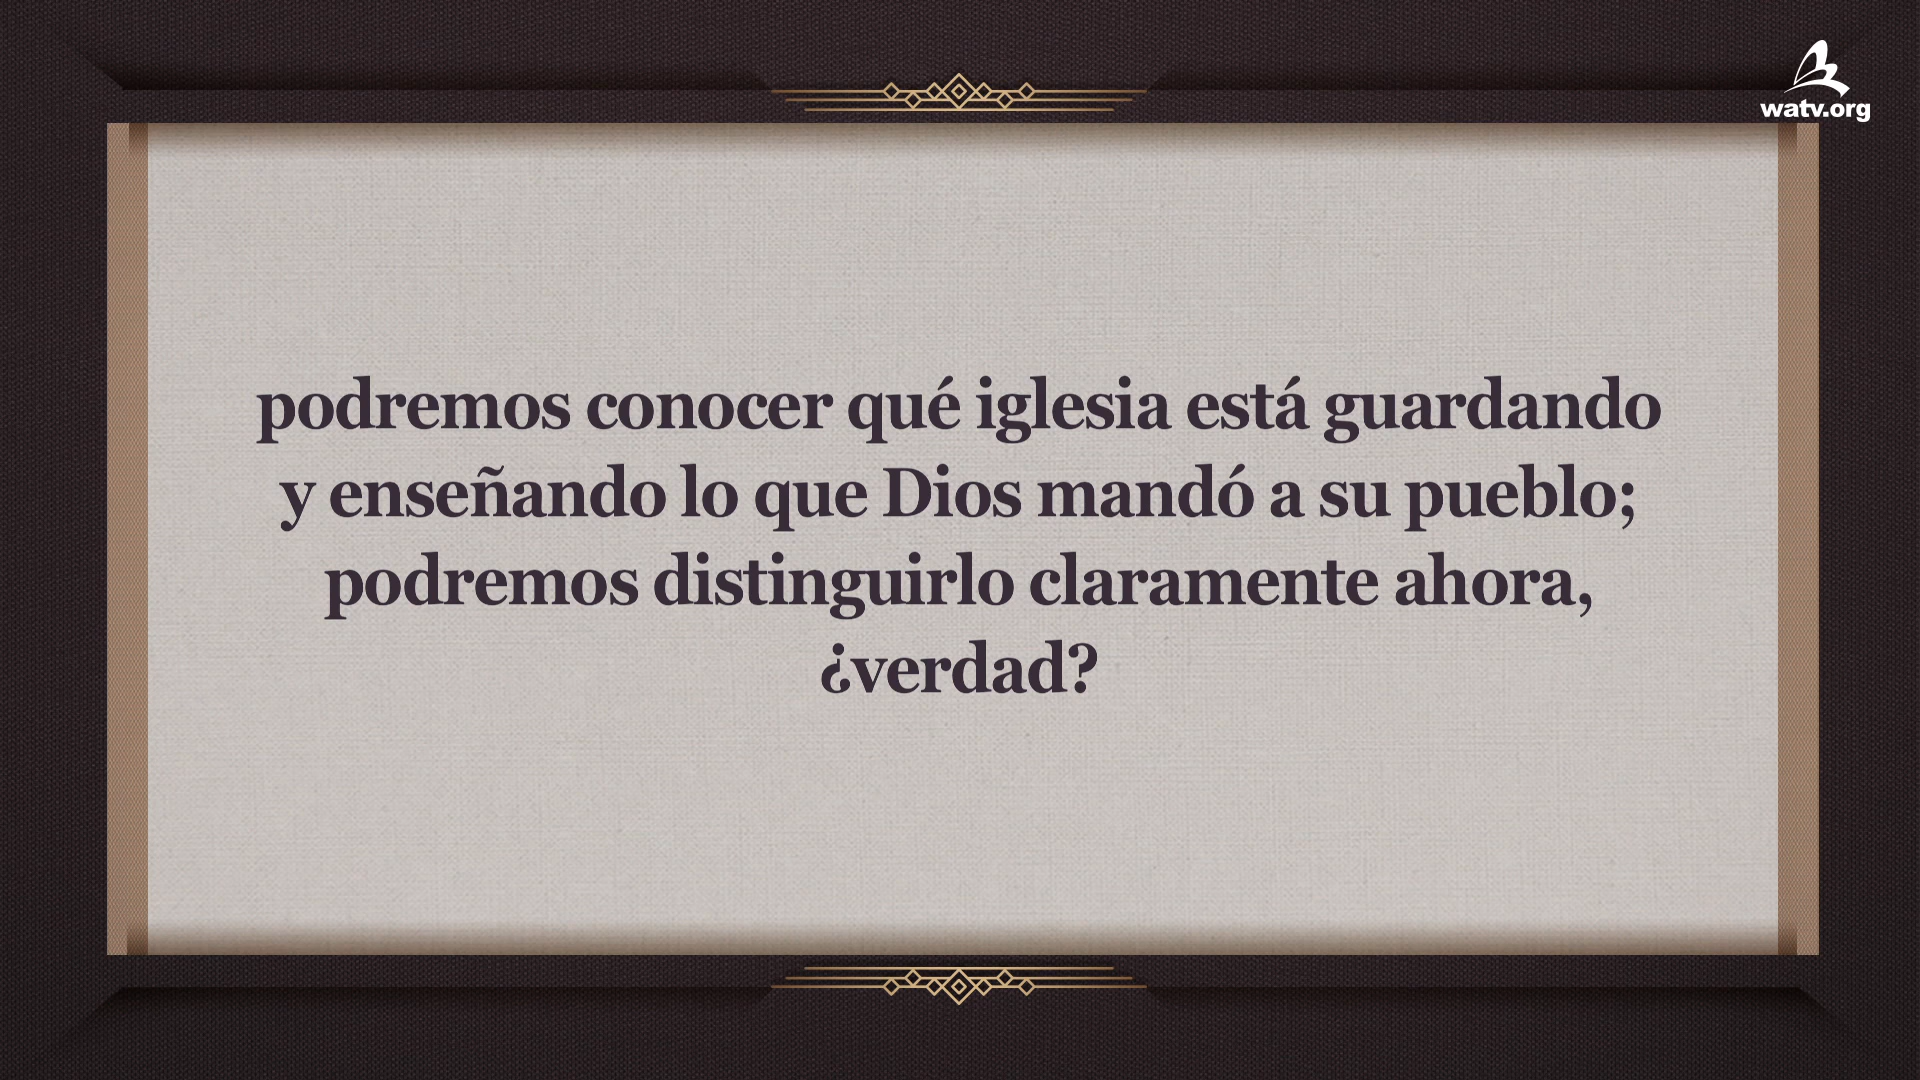 watv.org
podremos conocer qué iglesia está guardando
y enseñando lo que Dios mandó a su pueblo;
podremos distinguirlo claramente ahora,
¿verdad?